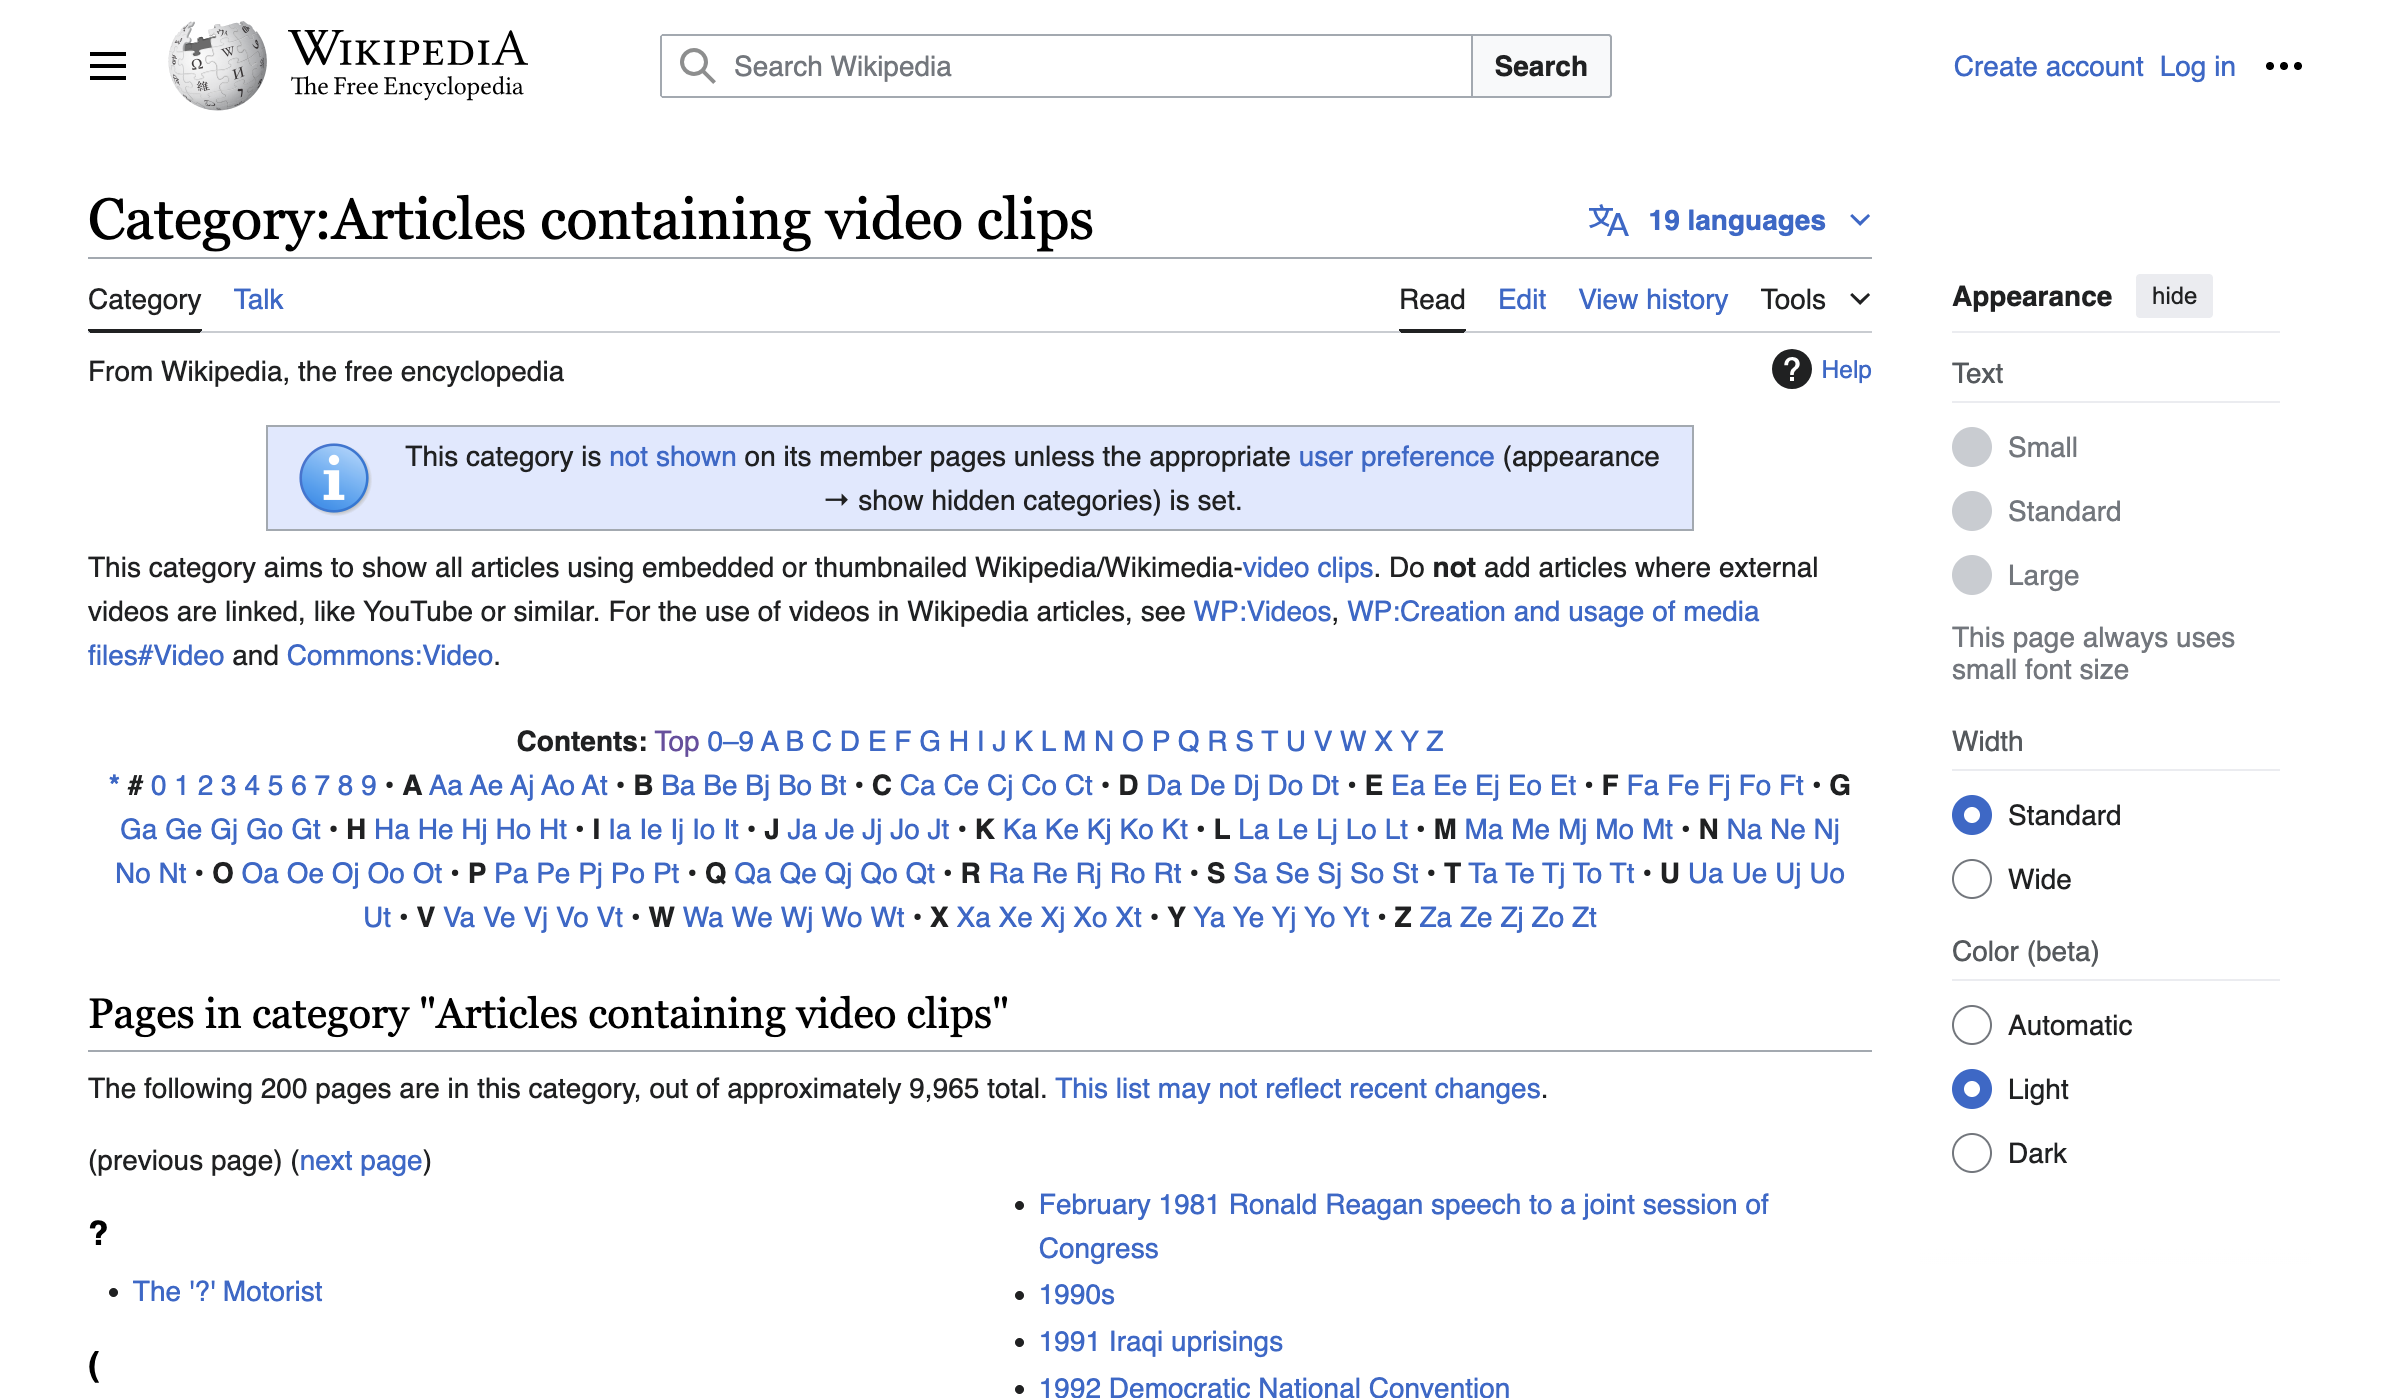 WIKIPEDIA
The Free Encyclopedia
Search Wikipedia
Search
Create account Log in
Category:Articles containing video clips
19 languages
Category Talk
Read Edit View history Tools
From Wikipedia, the free encyclopedia
Help
This category is not shown on its member pages unless the appropriate user preference (appearance
→ show hidden categories) is set.
This category aims to show all articles using embedded or thumbnailed Wikipedia/Wikimedia-video clips. Do not add articles where external
videos are linked, like YouTube or similar. For the use of videos in Wikipedia articles, see WP:Videos, WP:Creation and usage of media
files#Video and Commons:Video.
Contents: Top 0–9 A B C D E F G H I J K L M N O P Q R S T U V W X Y Z
* # 0 1 2 3 4 5 6 7 8 9 • A Aa Ae Aj Ao At • B Ba Be Bj Bo Bt • C Ca Ce Cj Co Ct • D Da De Dj Do Dt • E Ea Ee Ej Eo Et • F Fa Fe Fj Fo Ft • G
Ga Ge Gj Go Gt • H Ha He Hj Ho Ht • I Ia Ie Ij Io It • J Ja Je Jj Jo Jt • K Ka Ke Kj Ko Kt • L La Le Lj Lo Lt • M Ma Me Mj Mo Mt • N Na Ne Nj
No Nt • O Oa Oe Oj Oo Ot • P Pa Pe Pj Po Pt • Q Qa Qe Qj Qo Qt • R Ra Re Rj Ro Rt • S Sa Se Sj So St • T Ta Te Tj To Tt • U Ua Ue Uj Uo
Ut • V Va Ve Vj Vo Vt • W Wa We Wj Wo Wt • X Xa Xe Xj Xo Xt • Y Ya Ye Yj Yo Yt • Z Za Ze Zj Zo Zt
Pages in category "Articles containing video clips"
The following 200 pages are in this category, out of approximately 9,965 total. This list may not reflect recent changes.
(previous page) (next page)
?
• The '?' Motorist
(
• February 1981 Ronald Reagan speech to a joint session of
Congress
• 1990s
• 1991 Iraqi uprisings
• 1992 Democratic National Convention
Appearance hide
Text
Small
Standard
Large
This page always uses
small font size
Width
Standard
Wide
Color (beta)
Automatic
Light
Dark